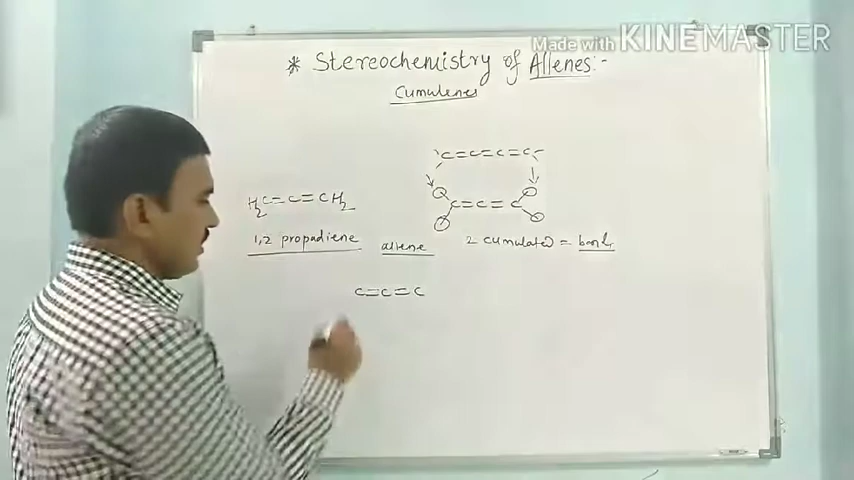 Made with KINEMASTER
* Stereochemistry of Allenes:-
Cumulenes
C=C=C=C
H2C=C=CH2
C=C=C
1,2 propadiene allene 2 cumulated = bond
C=C=C